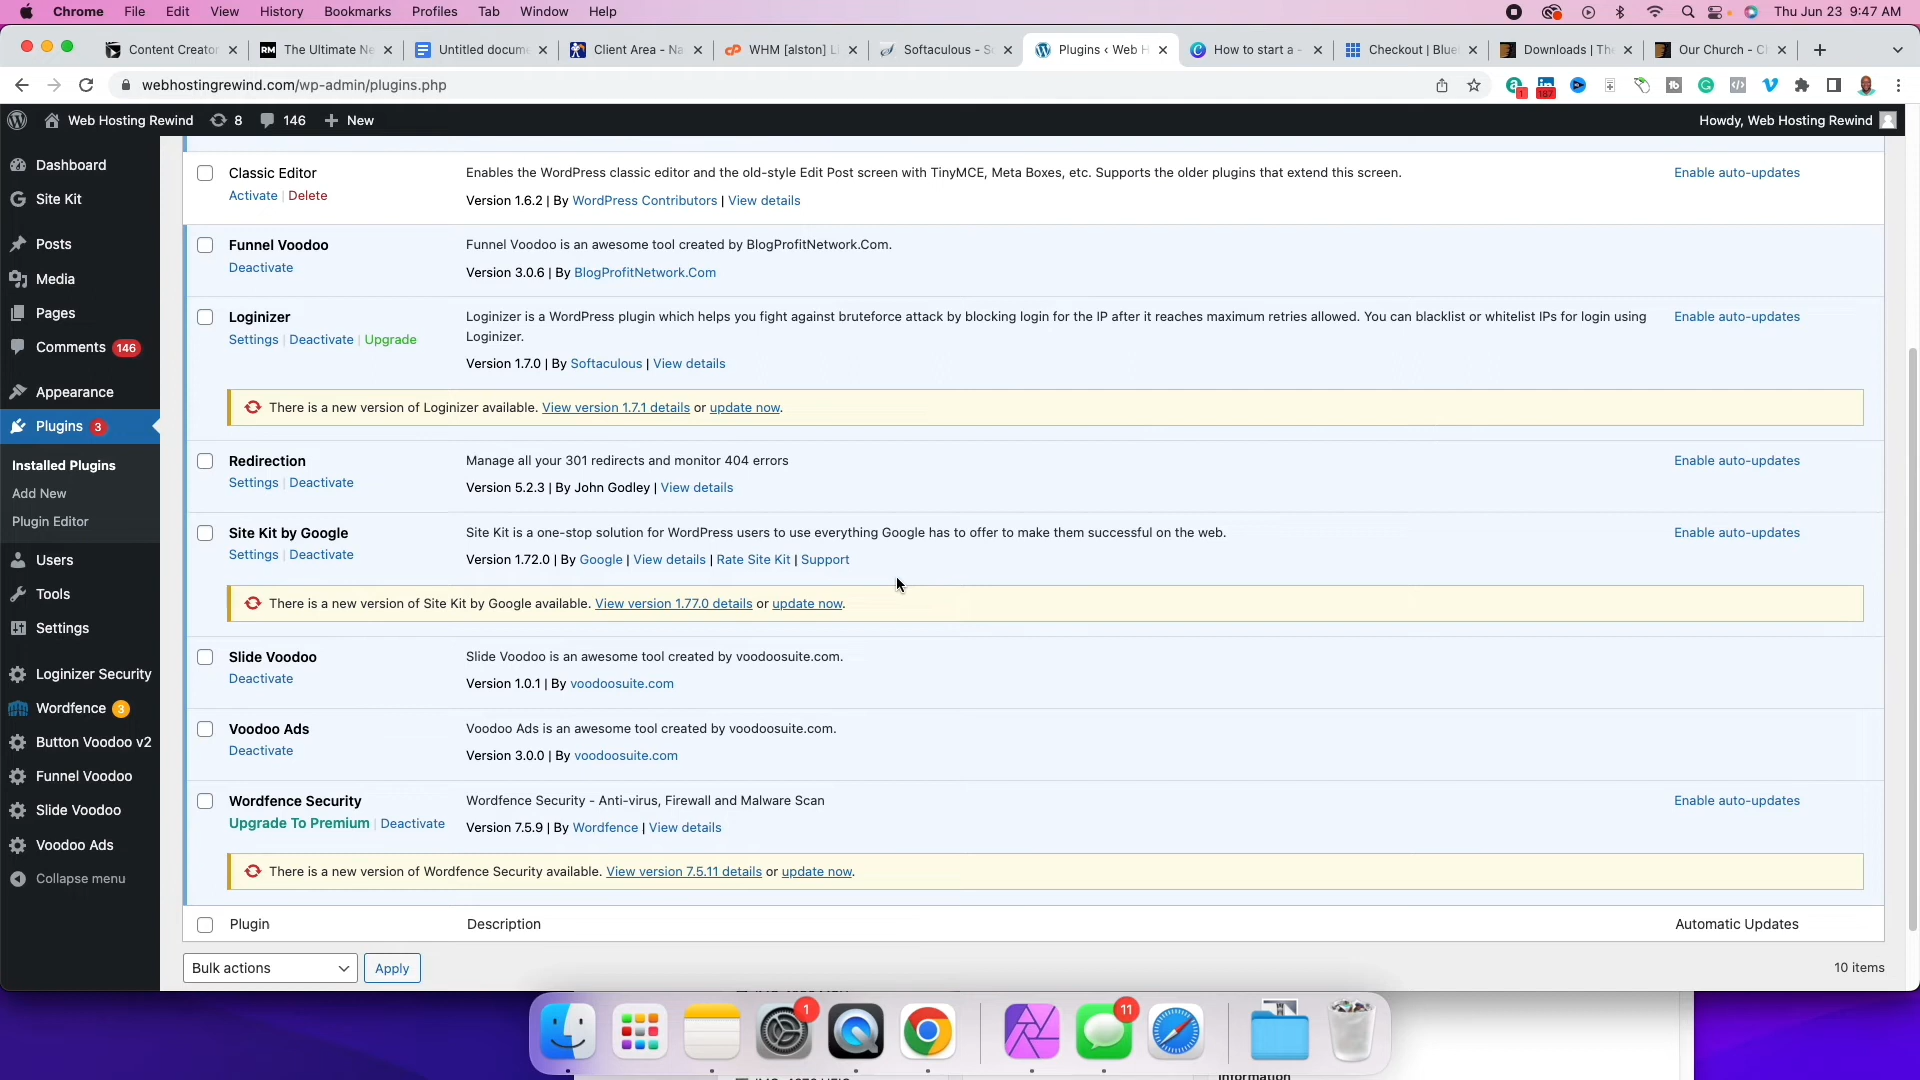 Chrome File Edit View History Bookmarks Profiles Tab Window Help Thu Jun 23 9:47 AM
Content Creator The Ultimate Ne Untitled docume Client Area - Na WHM [alston] Li Softaculous - S Plugins ‹ Web H How to start a - Checkout | Blue Downloads | The Our Church - C
webhostingrewind.com/wp-admin/plugins.php
1 187
Web Hosting Rewind 8 146 + New Howdy, Web Hosting Rewind
Dashboard
Site Kit
Posts
Media
Pages
Comments 146
Appearance
Plugins 3
Installed Plugins
Add New
Plugin Editor
Users
Tools
Settings
Loginizer Security
Wordfence 3
Button Voodoo v2
Funnel Voodoo
Slide Voodoo
Voodoo Ads
Collapse menu
Classic Editor Enables the WordPress classic editor and the old-style Edit Post screen with TinyMCE, Meta Boxes, etc. Supports the older plugins that extend this screen. Enable auto-updates
Activate | Delete
Version 1.6.2 | By WordPress Contributors | View details
Funnel Voodoo Funnel Voodoo is an awesome tool created by BlogProfitNetwork.Com.
Deactivate
Version 3.0.6 | By BlogProfitNetwork.Com
Loginizer Loginizer is a WordPress plugin which helps you fight against bruteforce attack by blocking login for the IP after it reaches maximum retries allowed. You can blacklist or whitelist IPs for login using Enable auto-updates
Settings | Deactivate | Upgrade Loginizer.
Version 1.7.0 | By Softaculous | View details
There is a new version of Loginizer available. View version 1.7.1 details or update now.
Redirection Manage all your 301 redirects and monitor 404 errors Enable auto-updates
Settings | Deactivate
Version 5.2.3 | By John Godley | View details
Site Kit by Google Site Kit is a one-stop solution for WordPress users to use everything Google has to offer to make them successful on the web. Enable auto-updates
Settings | Deactivate
Version 1.72.0 | By Google | View details | Rate Site Kit | Support
There is a new version of Site Kit by Google available. View version 1.77.0 details or update now.
Slide Voodoo Slide Voodoo is an awesome tool created by voodoosuite.com.
Deactivate
Version 1.0.1 | By voodoosuite.com
Voodoo Ads Voodoo Ads is an awesome tool created by voodoosuite.com.
Deactivate
Version 3.0.0 | By voodoosuite.com
Wordfence Security Wordfence Security - Anti-virus, Firewall and Malware Scan Enable auto-updates
Upgrade To Premium | Deactivate
Version 7.5.9 | By Wordfence | View details
There is a new version of Wordfence Security available. View version 7.5.11 details or update now.
Plugin Description Automatic Updates
Bulk actions Apply 10 items
1 11
Information